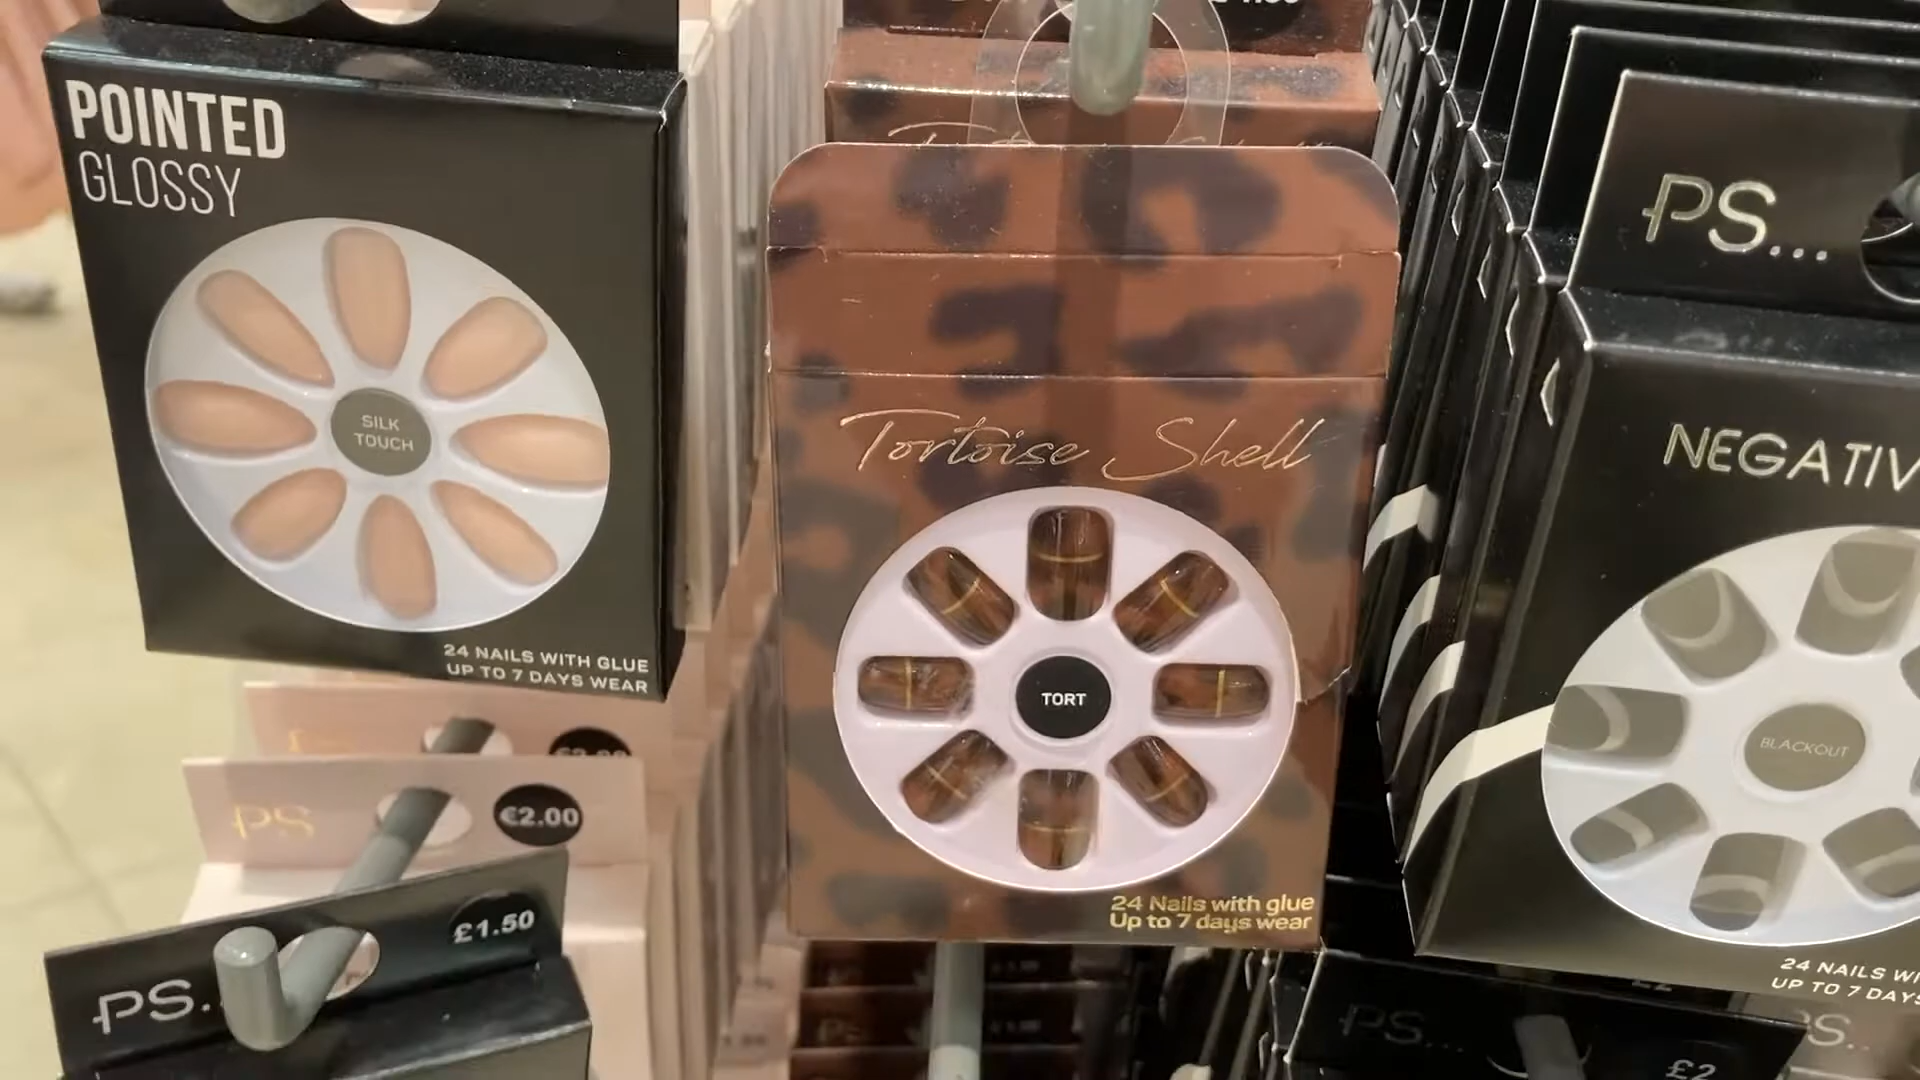 POINTED
GLOSSY
SILK
TOUCH
24 NAILS WITH GLUE
UP TO 7 DAYS WEAR
PS
€2.00
£1.50
PS..
Tortoise Shell
TORT
24 Nails with glue
Up to 7 days wear
PS...
NEGATIV
BLACKOUT
24 NAILS WI
UP TO 7 DAYS
PS...
£2